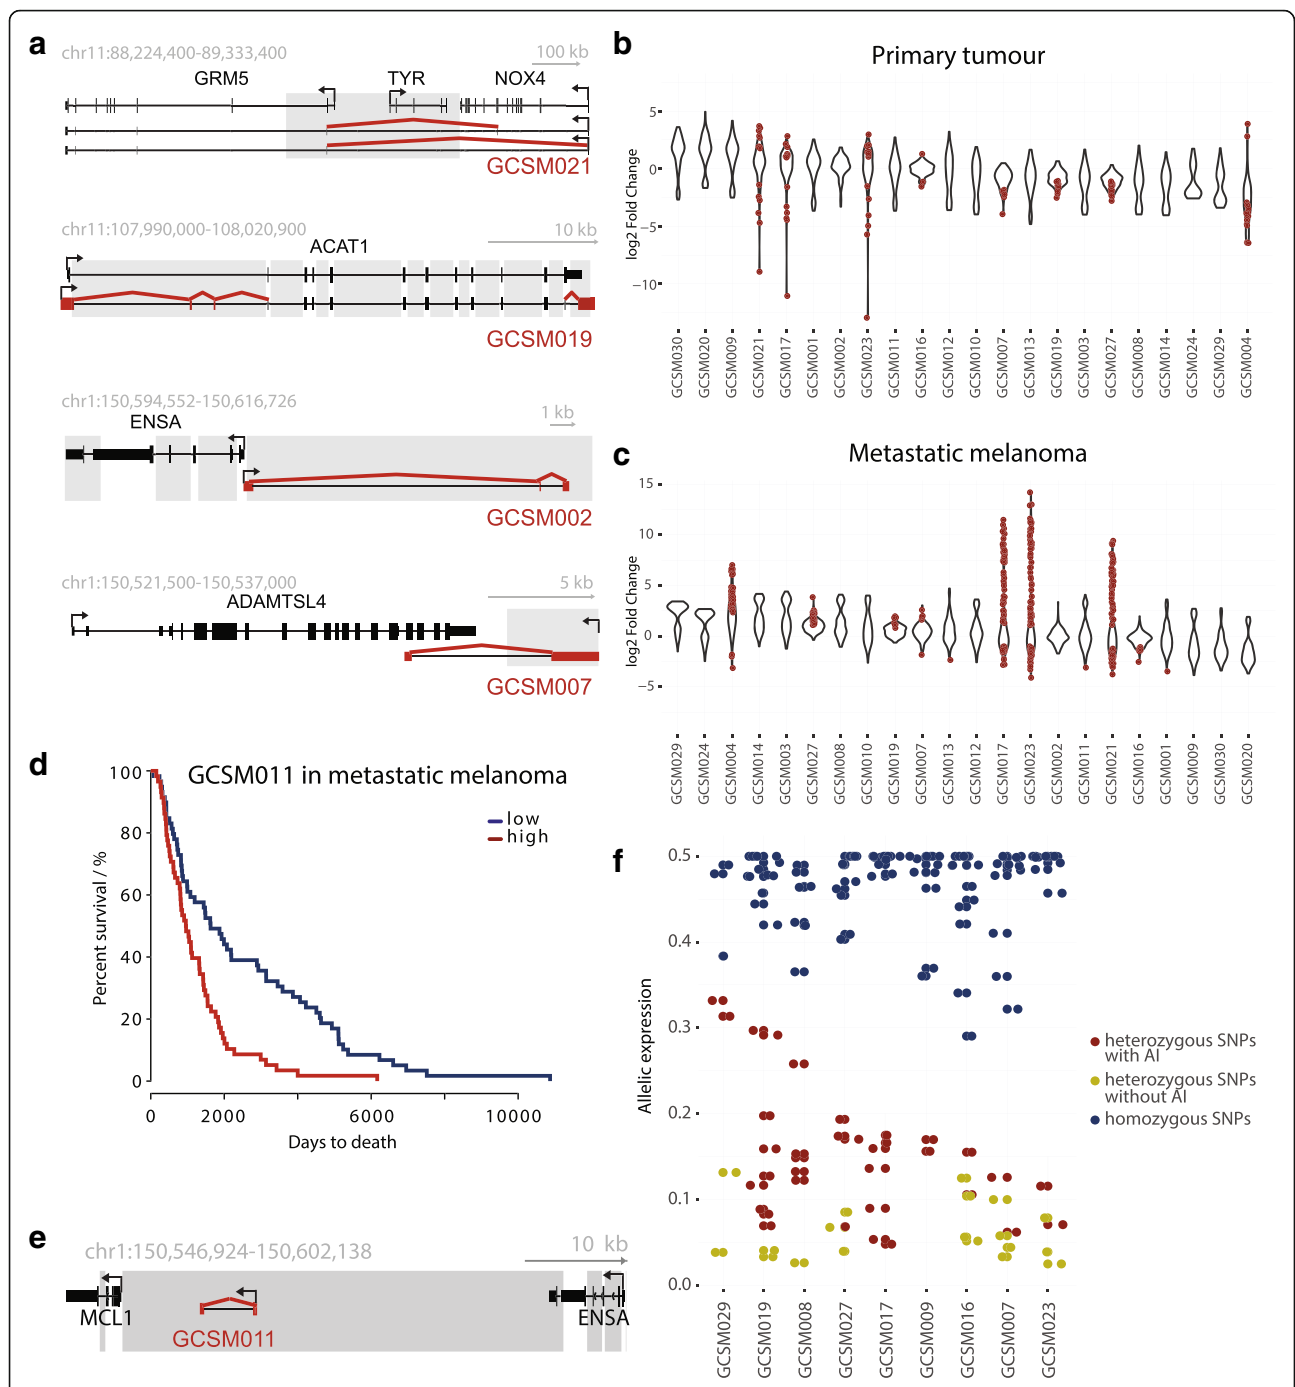 a
chr11:88,224,400-89,333,400
100 kb
GRM5
TYR
NOX4
GCSM021
chr11:107,990,000-108,020,900
10 kb
ACAT1
GCSM019
chr1:150,594,552-150,616,726
1 kb
ENSA
GCSM002
chr1:150,521,500-150,537,000
5 kb
ADAMTSL4
GCSM007
b
Primary tumour
log2 Fold Change
5
0
−5
−10
GCSM030
GCSM020
GCSM009
GCSM021
GCSM017
GCSM001
GCSM002
GCSM023
GCSM011
GCSM016
GCSM012
GCSM010
GCSM007
GCSM013
GCSM019
GCSM003
GCSM027
GCSM008
GCSM014
GCSM024
GCSM029
GCSM004
c
Metastatic melanoma
log2 Fold Change
15
10
5
0
−5
GCSM029
GCSM024
GCSM004
GCSM014
GCSM003
GCSM027
GCSM008
GCSM010
GCSM019
GCSM007
GCSM013
GCSM012
GCSM017
GCSM023
GCSM002
GCSM011
GCSM021
GCSM016
GCSM001
GCSM009
GCSM030
GCSM020
d
GCSM011 in metastatic melanoma
low
high
Percent survival / %
100
80
60
40
20
0
0
2000
6000
10000
Days to death
e
chr1:150,546,924-150,602,138
10 kb
MCL1
ENSA
GCSM011
f
Allelic expression
0.5
0.4
0.3
0.2
0.1
0.0
GCSM029
GCSM019
GCSM008
GCSM027
GCSM017
GCSM009
GCSM016
GCSM007
GCSM023
heterozygous SNPs
with AI
heterozygous SNPs
without AI
homozygous SNPs